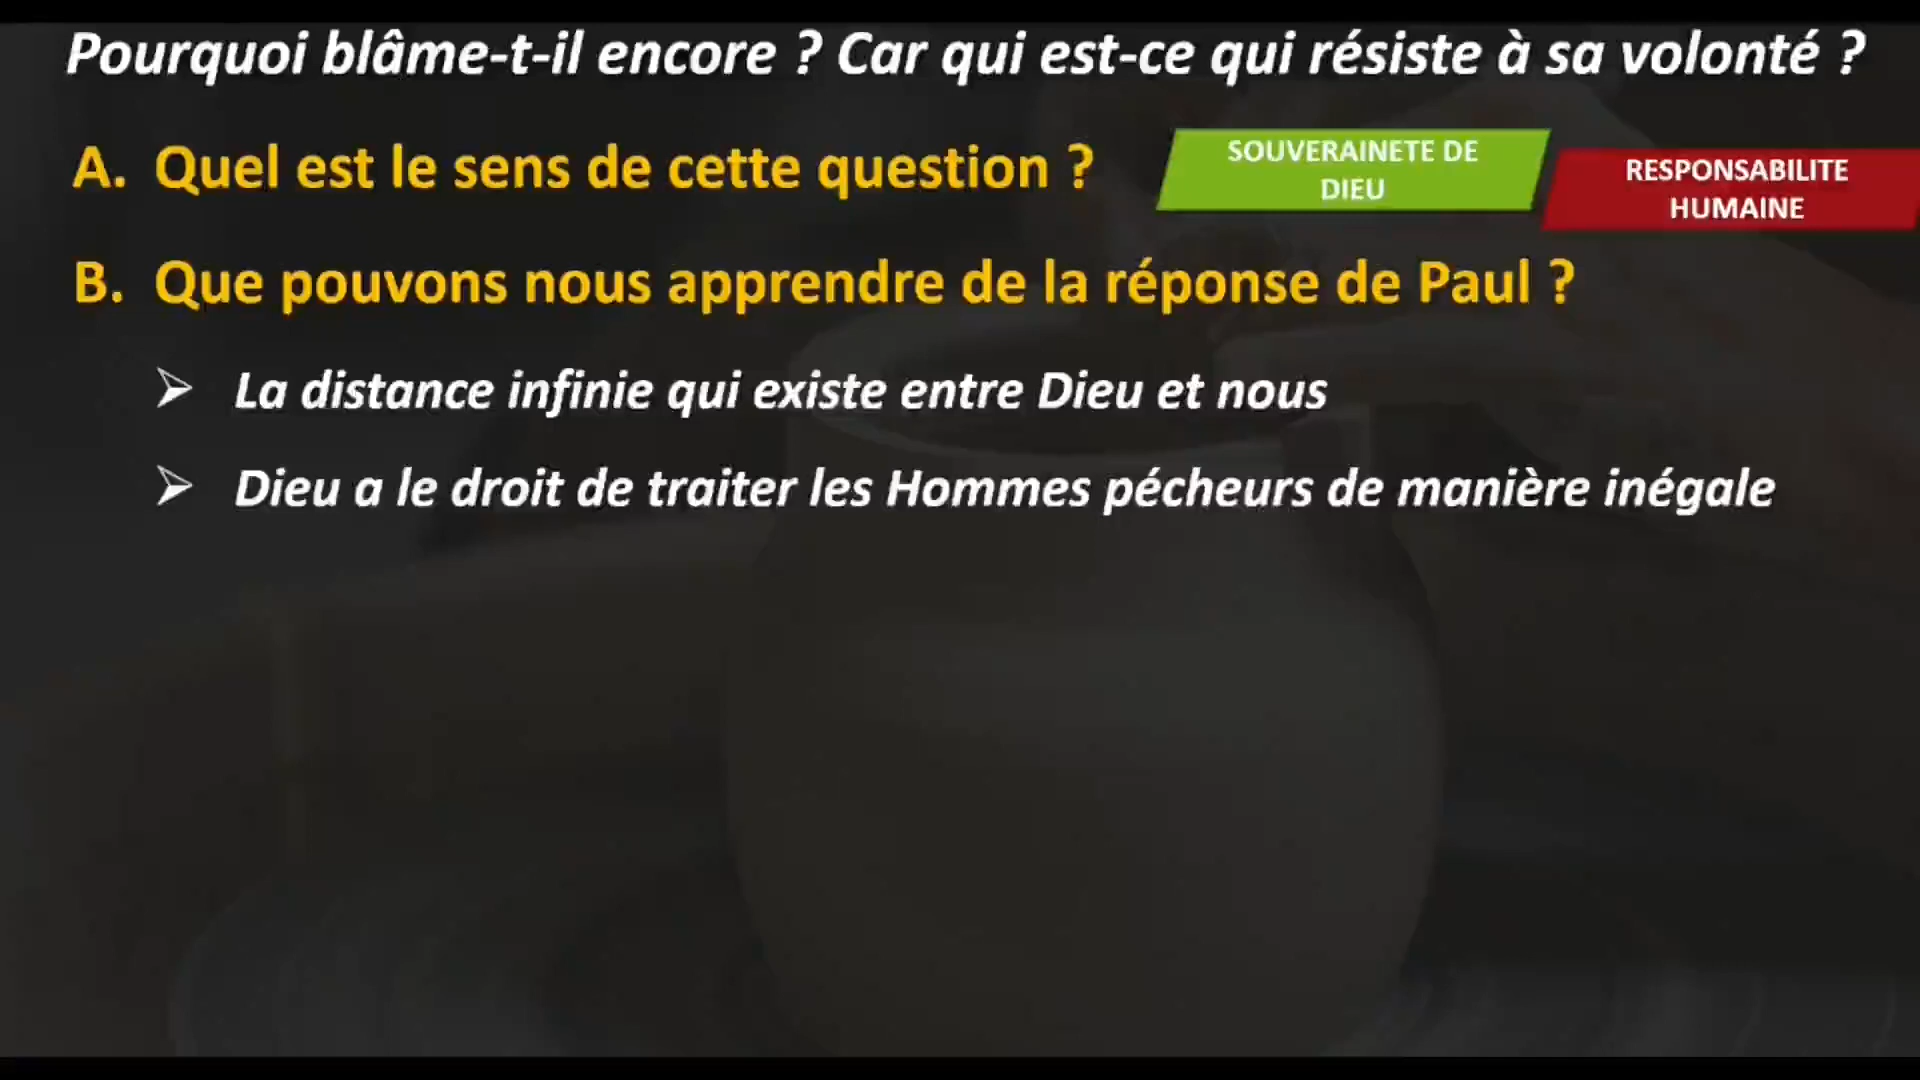 Pourquoi blâme-t-il encore ? Car qui est-ce qui résiste à sa volonté ?
A. Quel est le sens de cette question ?
SOUVERAINETE DE
DIEU
RESPONSABILITE
HUMAINE
B. Que pouvons nous apprendre de la réponse de Paul ?
➢ La distance infinie qui existe entre Dieu et nous
➢ Dieu a le droit de traiter les Hommes pécheurs de manière inégale